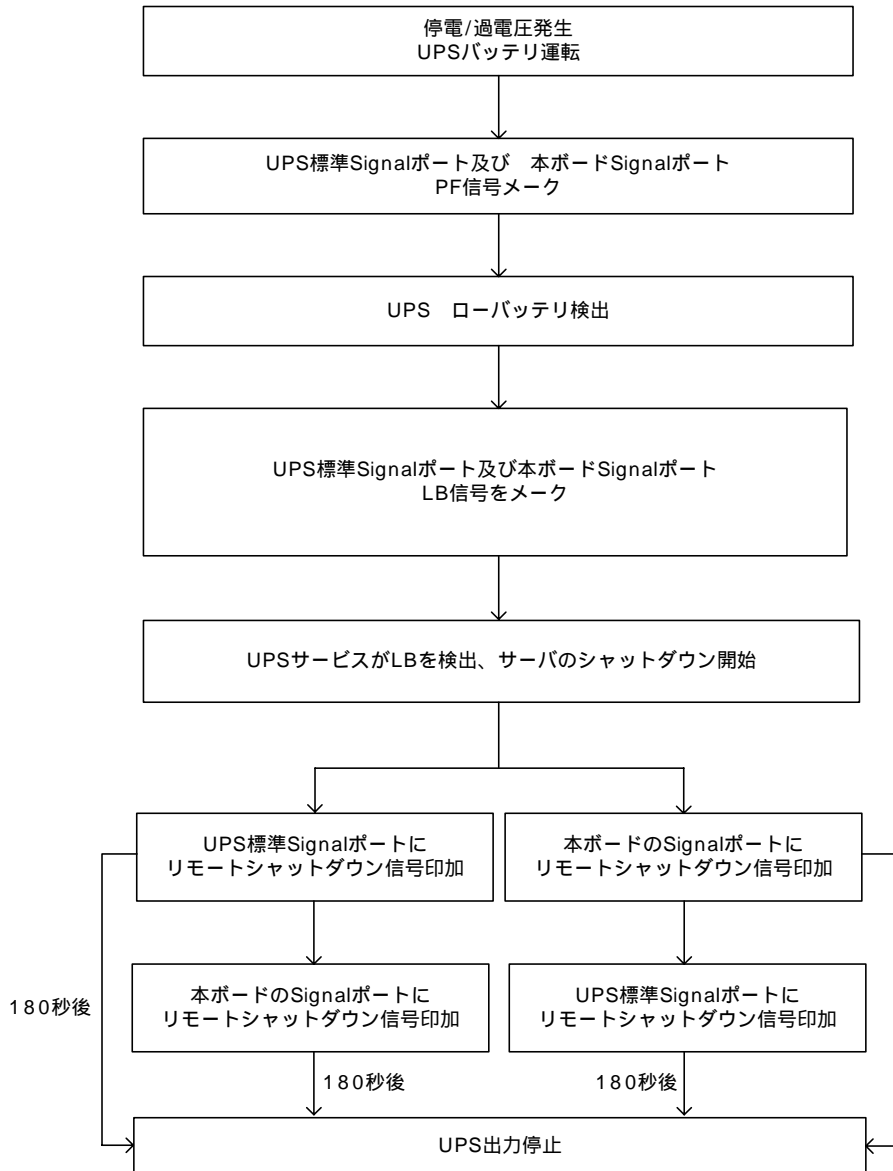 停電/過電圧発生
UPSバッテリ運転
UPS標準Signalポート及び　本ボードSignalポート
PF信号メーク
UPS　ローバッテリ検出
UPS標準Signalポート及び本ボードSignalポート
LB信号をメーク
UPSサービスがLBを検出、サーバのシャットダウン開始
UPS標準Signalポートに
リモートシャットダウン信号印加
本ボードのSignalポートに
リモートシャットダウン信号印加
180秒後
本ボードのSignalポートに
リモートシャットダウン信号印加
UPS標準Signalポートに
リモートシャットダウン信号印加
180秒後
180秒後
UPS出力停止